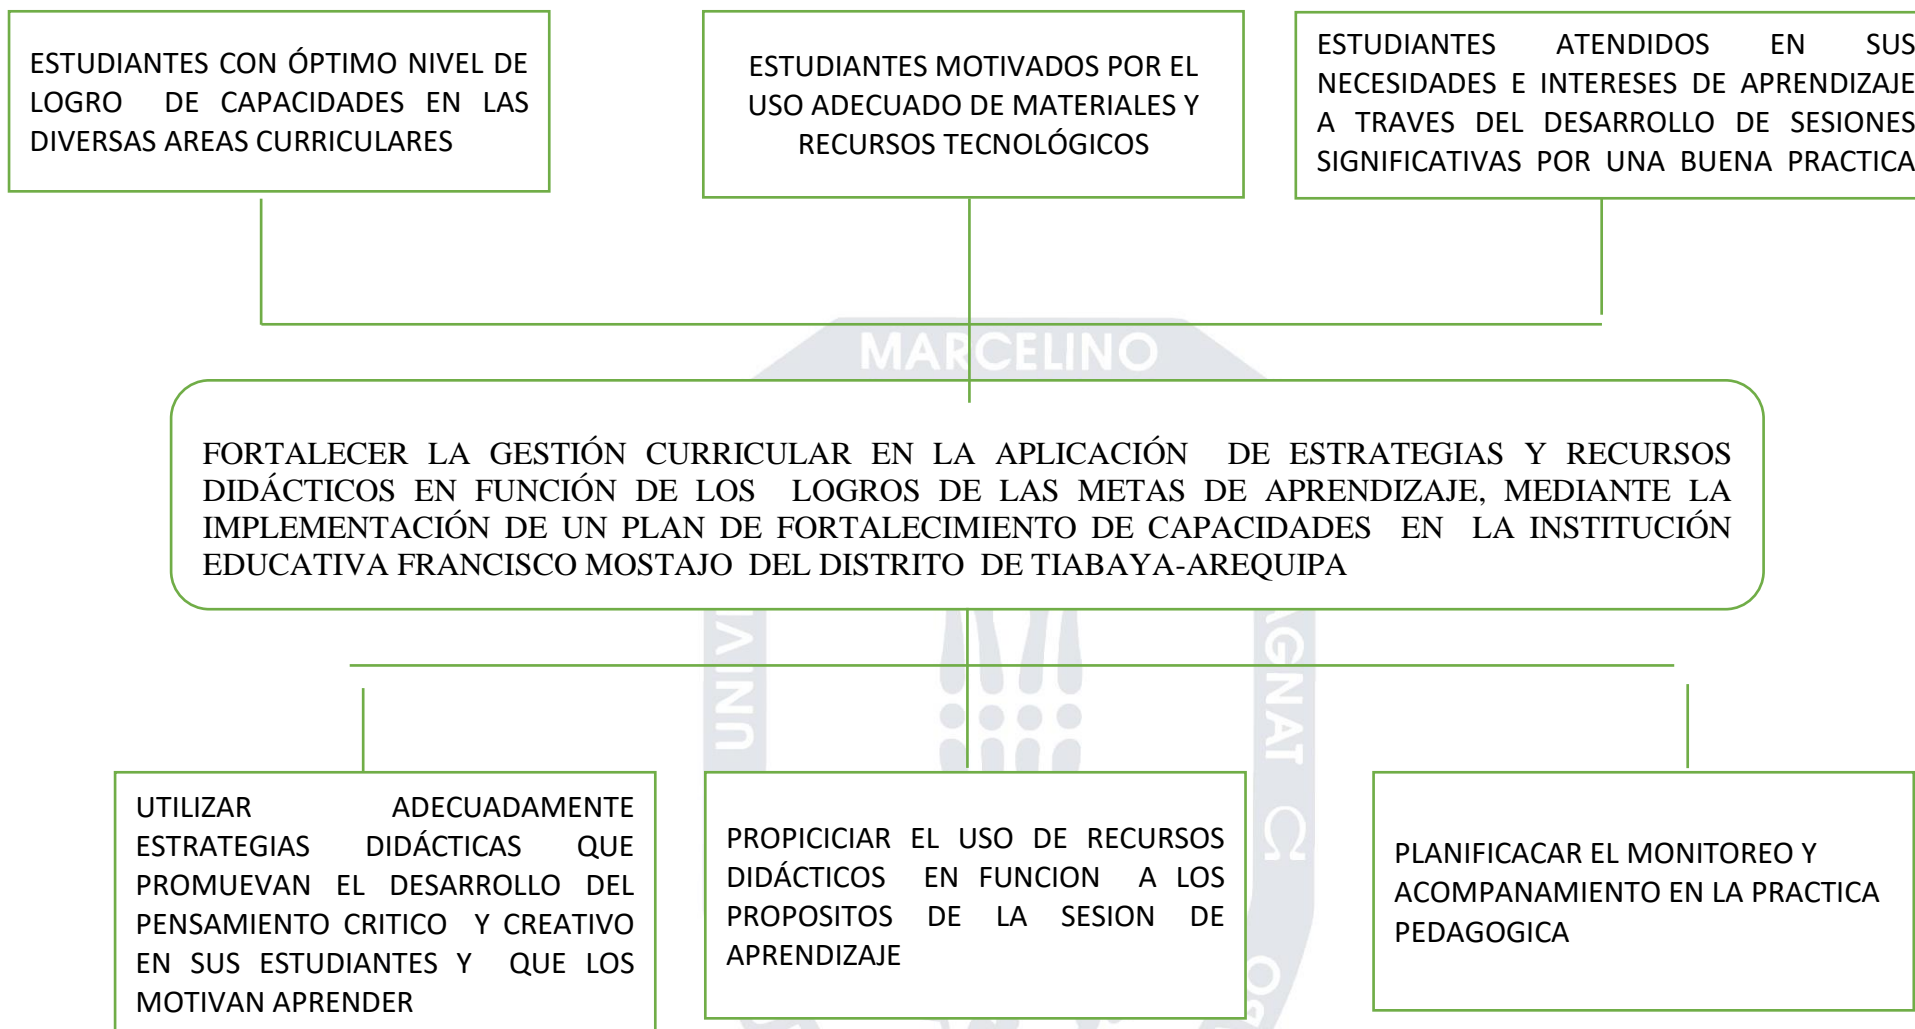 ESTUDIANTES CON ÓPTIMO NIVEL DE
LOGRO DE CAPACIDADES EN LAS
DIVERSAS AREAS CURRICULARES
ESTUDIANTES MOTIVADOS POR EL
USO ADECUADO DE MATERIALES Y
RECURSOS TECNOLÓGICOS
ESTUDIANTES ATENDIDOS EN SUS
NECESIDADES E INTERESES DE APRENDIZAJE
A TRAVES DEL DESARROLLO DE SESIONES
SIGNIFICATIVAS POR UNA BUENA PRACTICA
MARCELINO
FORTALECER LA GESTIÓN CURRICULAR EN LA APLICACIÓN DE ESTRATEGIAS Y RECURSOS
DIDÁCTICOS EN FUNCIÓN DE LOS LOGROS DE LAS METAS DE APRENDIZAJE, MEDIANTE LA
IMPLEMENTACIÓN DE UN PLAN DE FORTALECIMIENTO DE CAPACIDADES EN LA INSTITUCIÓN
EDUCATIVA FRANCISCO MOSTAJO DEL DISTRITO DE TIABAYA-AREQUIPA
UNIV
AGNAT Ω
UTILIZAR ADECUADAMENTE
ESTRATEGIAS DIDÁCTICAS QUE
PROMUEVAN EL DESARROLLO DEL
PENSAMIENTO CRITICO Y CREATIVO
EN SUS ESTUDIANTES Y QUE LOS
MOTIVAN APRENDER
PROPICICIAR EL USO DE RECURSOS
DIDÁCTICOS EN FUNCION A LOS
PROPOSITOS DE LA SESION DE
APRENDIZAJE
PLANIFICACAR EL MONITOREO Y
ACOMPANAMIENTO EN LA PRACTICA
PEDAGOGICA